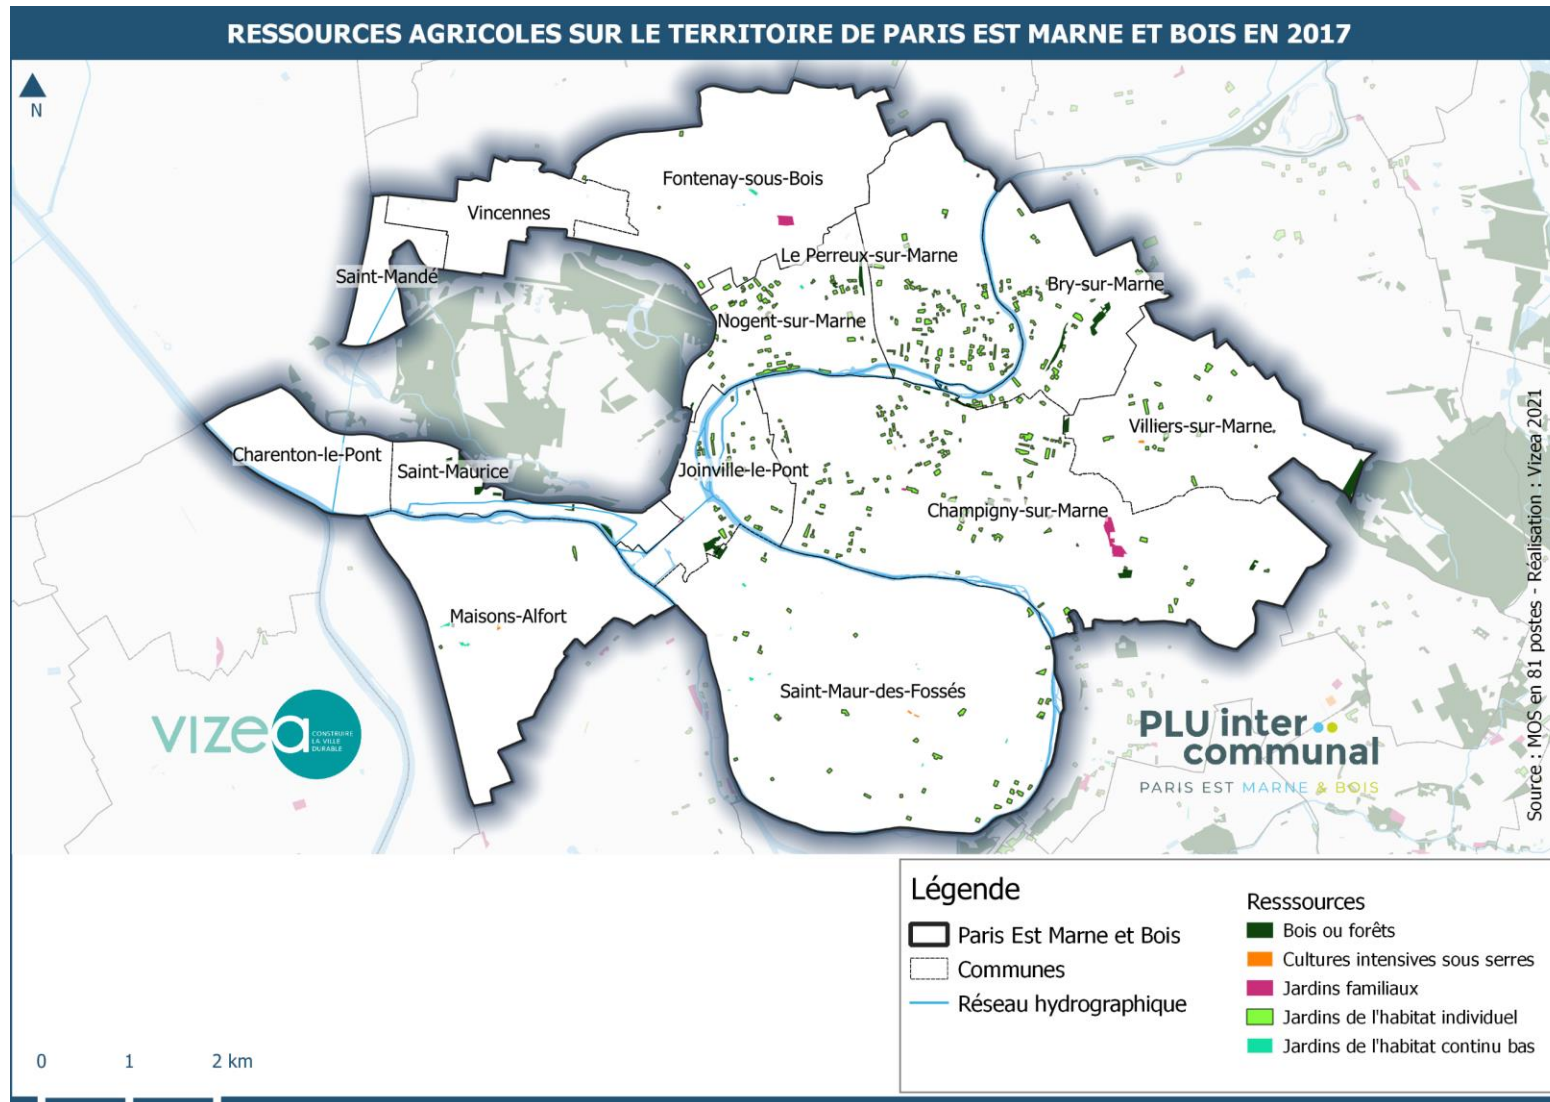 RESSOURCES AGRICOLES SUR LE TERRITOIRE DE PARIS EST MARNE ET BOIS EN 2017
N
Fontenay-sous-Bois
Vincennes
Saint-Mandé
Le Perreux-sur-Marne
Bry-sur-Marne
Nogent-sur-Marne
Villiers-sur-Marne
Charenton-le-Pont
Saint-Maurice
Joinville-le-Pont
Champigny-sur-Marne
Maisons-Alfort
Saint-Maur-des-Fossés
vizea
CONSTRUIRE
LA VILLE
DURABLE
PLU inter
communal
PARIS EST MARNE & BOIS
Source : MOS en 81 postes - Réalisation : Vizea 2021
Légende
Paris Est Marne et Bois
Communes
Réseau hydrographique
Resssources
Bois ou forêts
Cultures intensives sous serres
Jardins familiaux
Jardins de l'habitat individuel
Jardins de l'habitat continu bas
0 1 2 km